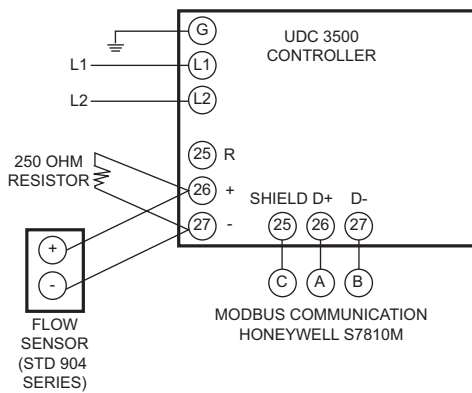 G
UDC 3500
CONTROLLER
L1 L1
L2 L2
25 R
250 OHM
RESISTOR
26 +
27 -
SHIELD D+ D-
25 26 27
+
-
C A B
FLOW
SENSOR
(STD 904
SERIES)
MODBUS COMMUNICATION
HONEYWELL S7810M